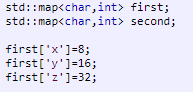 std::map<char,int> first;
std::map<char,int> second;
first['x']=8;
first['y']=16;
first['z']=32;